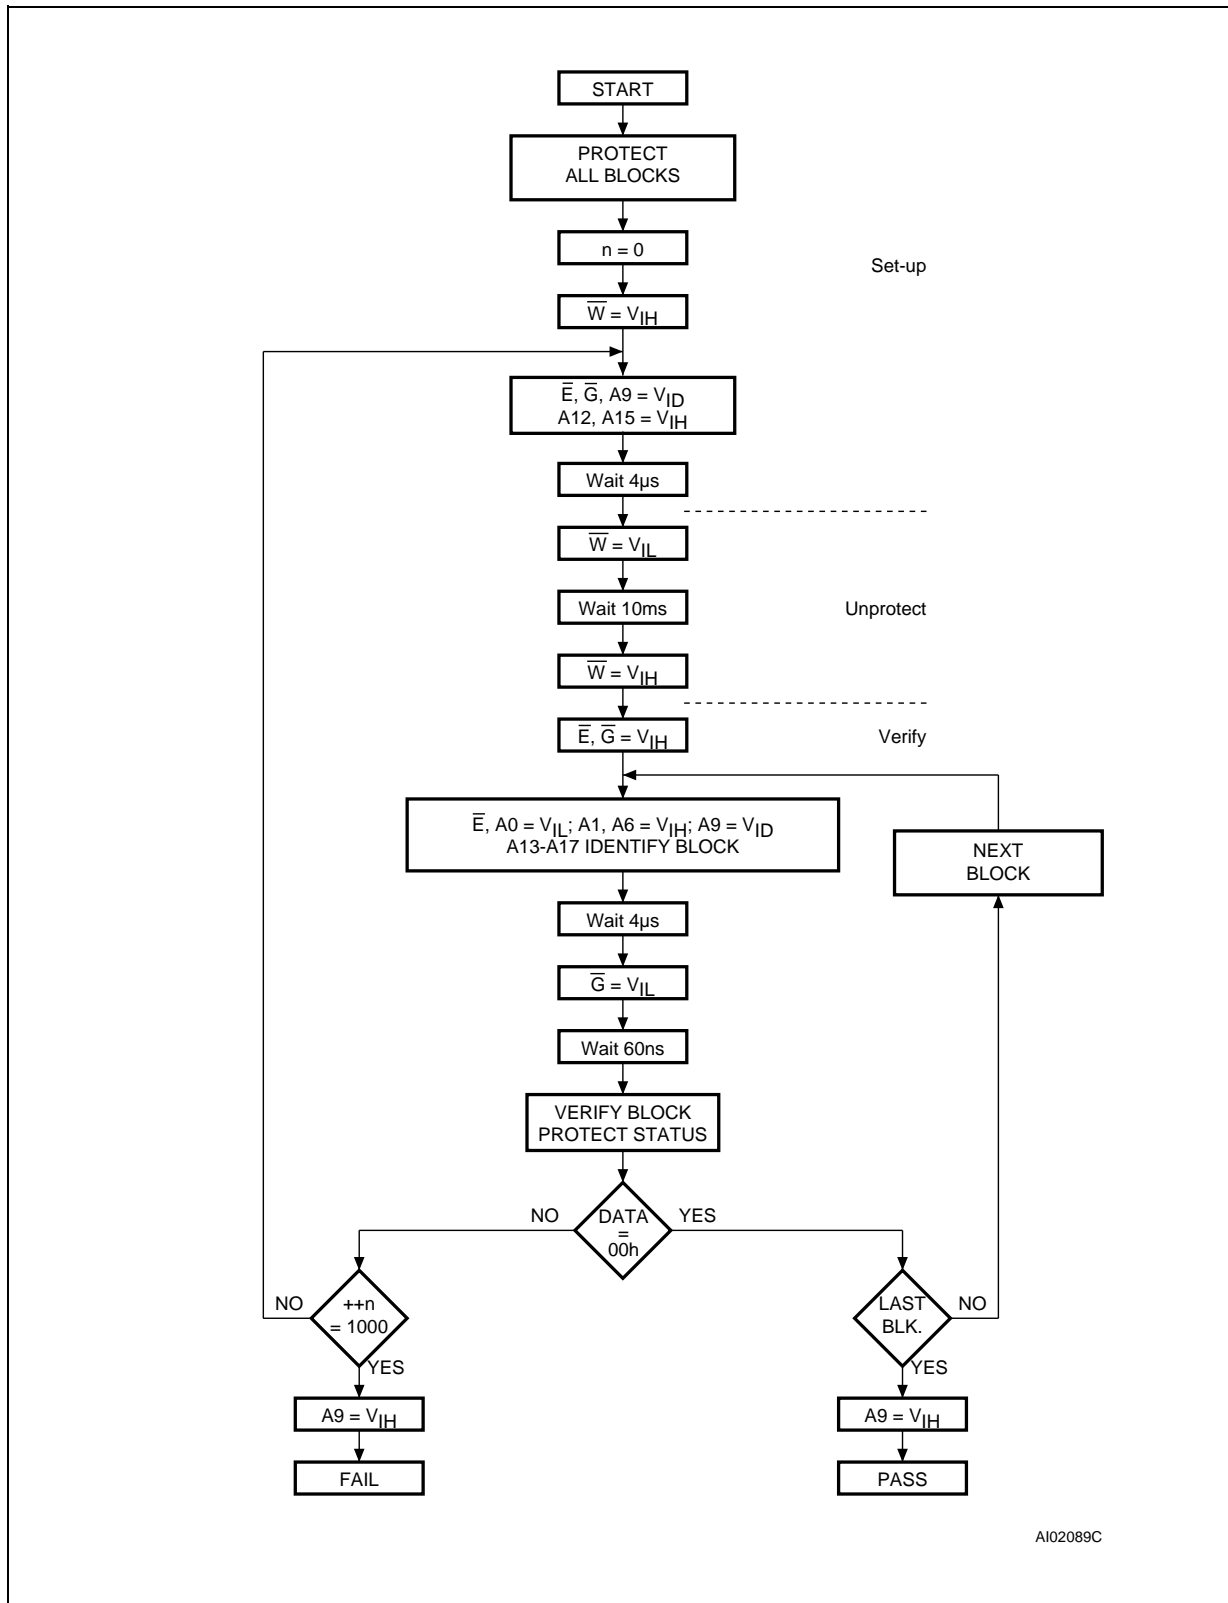 START
PROTECT
ALL BLOCKS
n = 0
Set-up
W̅ = VIH
E̅, G̅, A9 = VID
A12, A15 = VIH
Wait 4µs
W̅ = VIL
Wait 10ms
Unprotect
W̅ = VIH
E̅, G̅ = VIH
Verify
E̅, A0 = VIL; A1, A6 = VIH; A9 = VID
A13-A17 IDENTIFY BLOCK
NEXT
BLOCK
Wait 4µs
G̅ = VIL
Wait 60ns
VERIFY BLOCK
PROTECT STATUS
NO
DATA
=
00h
YES
NO
++n
= 1000
LAST
BLK.
NO
YES
YES
A9 = VIH
A9 = VIH
FAIL
PASS
AI02089C